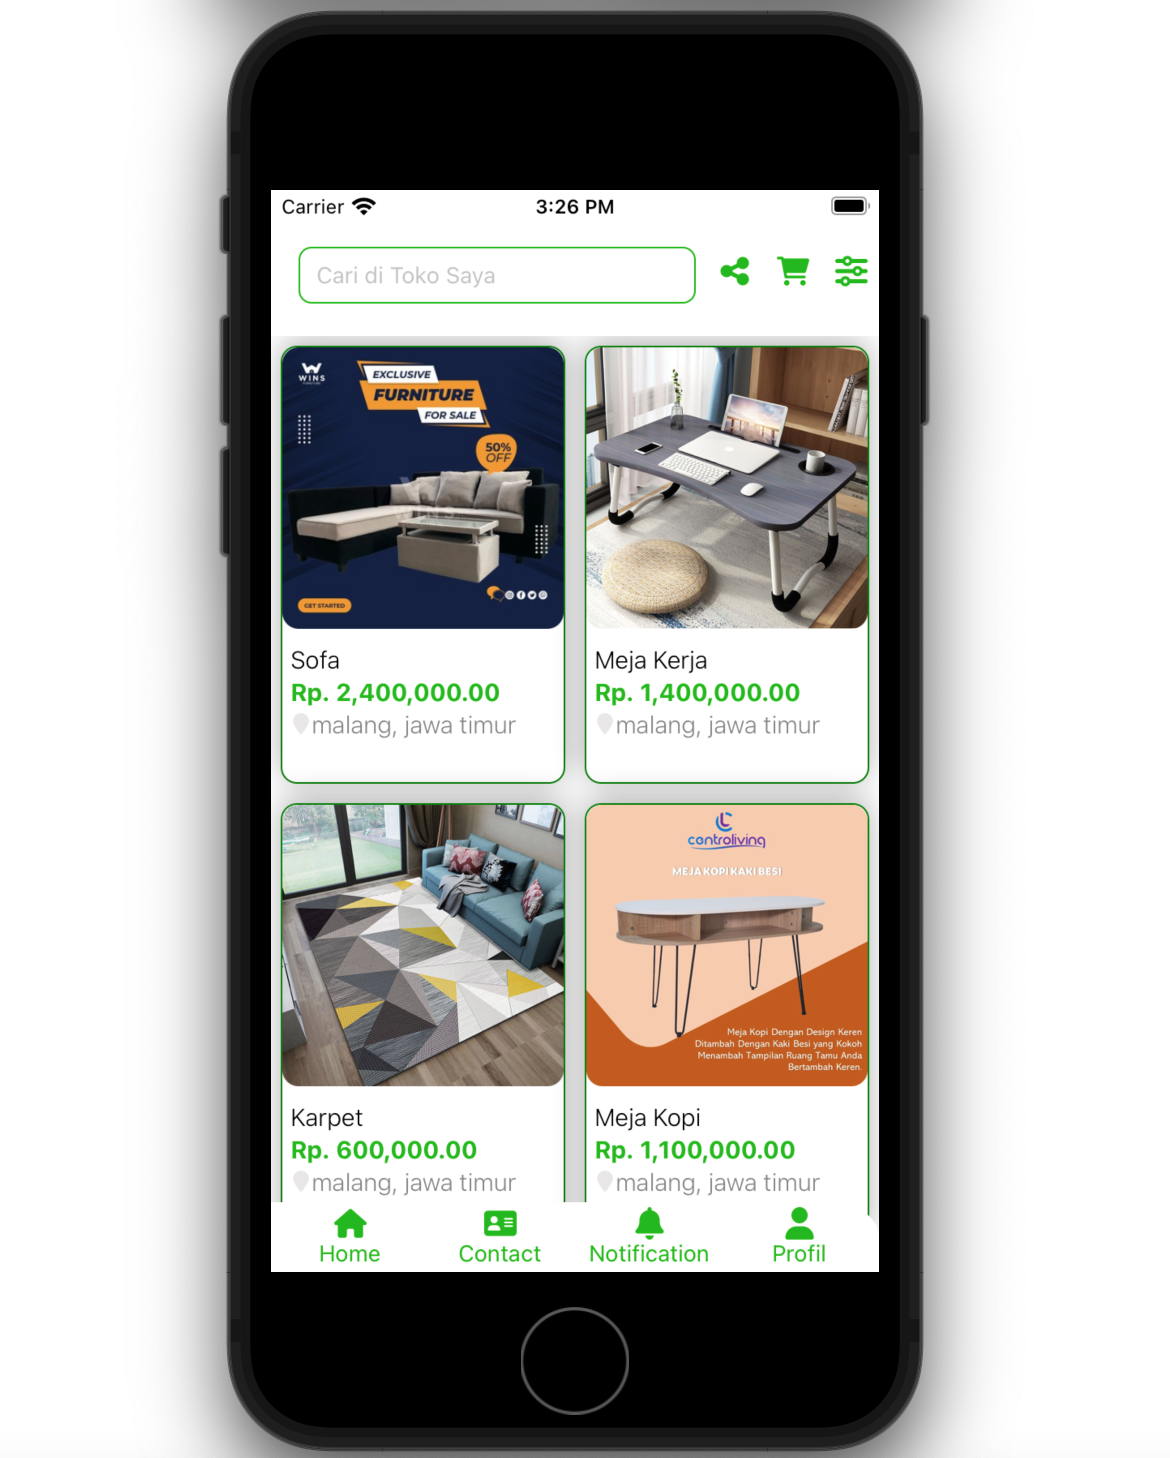 Carrier
3:26 PM
Cari di Toko Saya
WINS
EXCLUSIVE
FURNITURE
FOR SALE
50%
OFF
WINS
GET STARTED
Sofa
Rp. 2,400,000.00
malang, jawa timur
Meja Kerja
Rp. 1,400,000.00
malang, jawa timur
centroliving
MEJA KOPI KAKI BESI
Meja Kopi Dengan Design Keren
Ditambah Dengan Kaki Besi yang Kokoh
Menambah Tampilan Ruang Tamu Anda
Bertambah Keren.
Karpet
Rp. 600,000.00
malang, jawa timur
Meja Kopi
Rp. 1,100,000.00
malang, jawa timur
Home
Contact
Notification
Profil